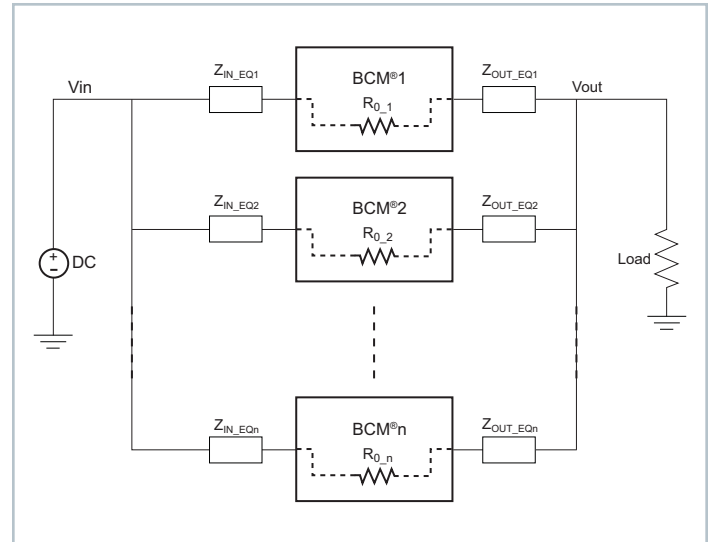 Vin
Z_IN_EQ1
BCM®1
R_0_1
Z_OUT_EQ1
Vout
Z_IN_EQ2
BCM®2
R_0_2
Z_OUT_EQ2
+
-
DC
Load
Z_IN_EQn
BCM®n
R_0_n
Z_OUT_EQn